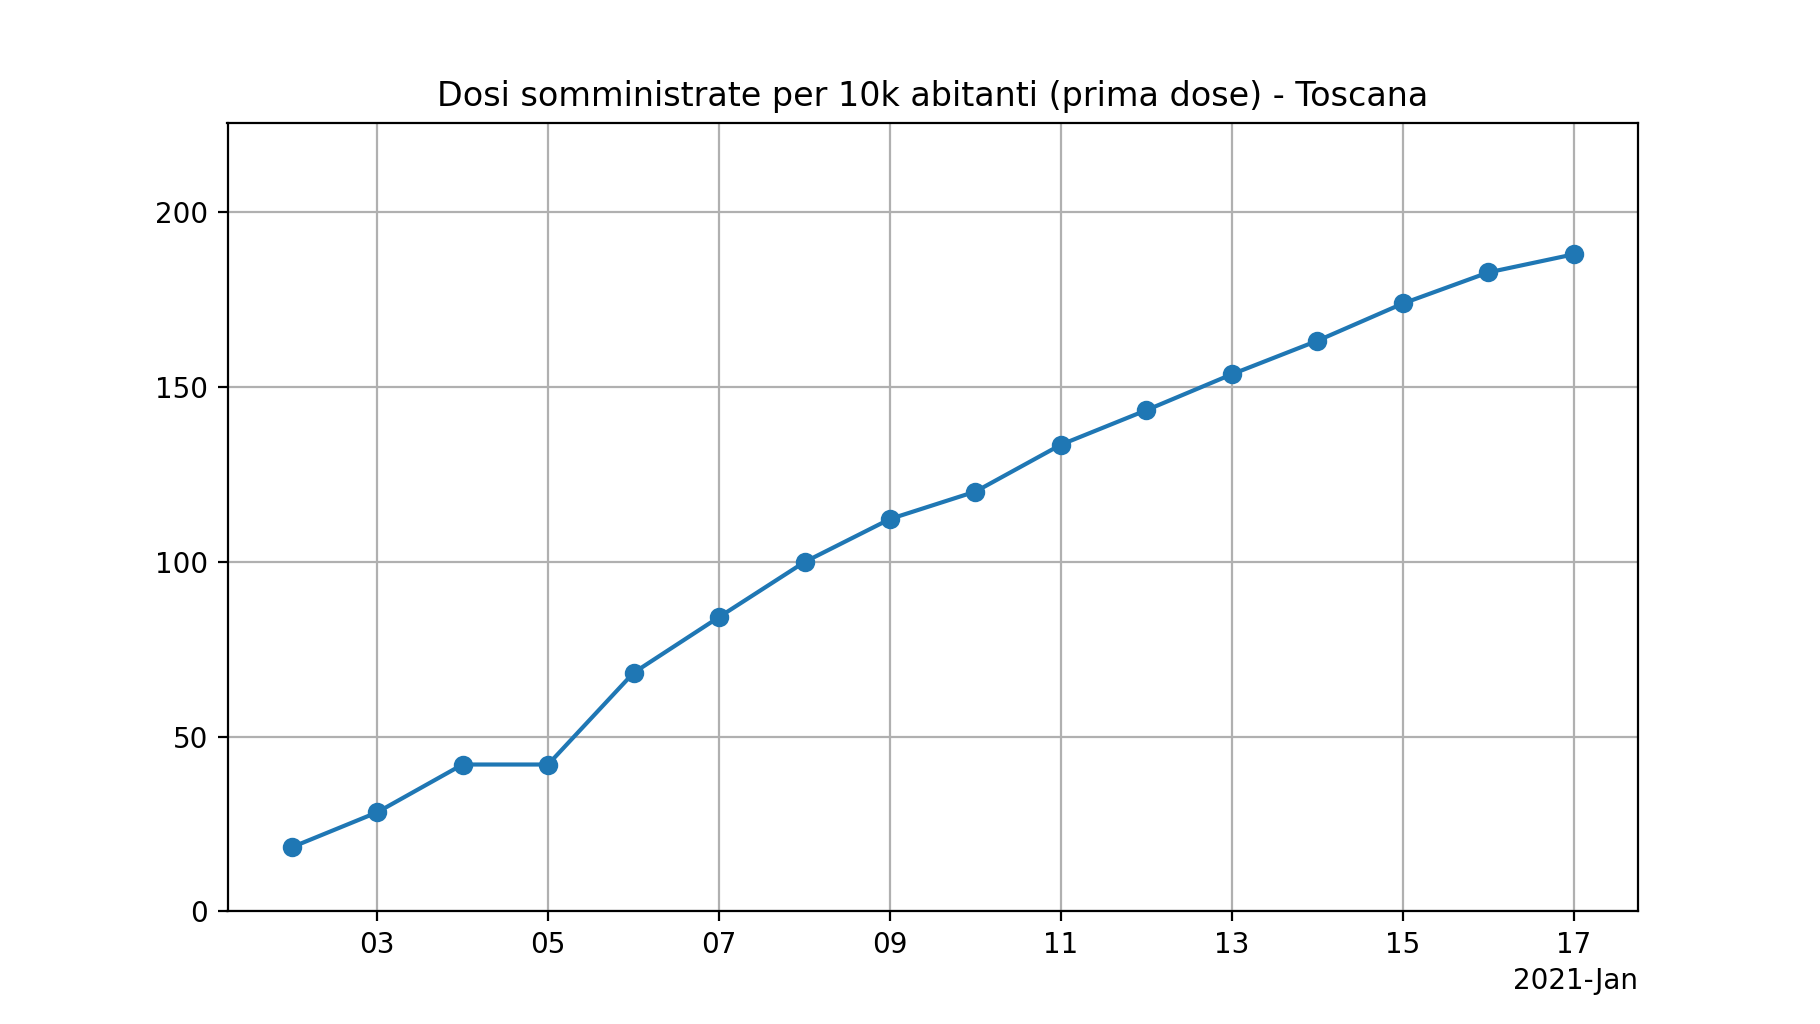 Dosi somministrate per 10k abitanti (prima dose) - Toscana
200
150
100
50
0
03 05 07 09 11 13 15 17
2021-Jan